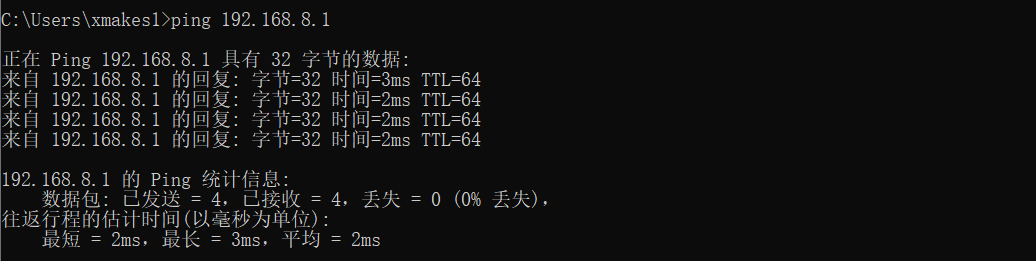 C:\Users\xmakes1>ping 192.168.8.1
正在 Ping 192.168.8.1 具有 32 字节的数据:
来自 192.168.8.1 的回复: 字节=32 时间=3ms TTL=64
来自 192.168.8.1 的回复: 字节=32 时间=2ms TTL=64
来自 192.168.8.1 的回复: 字节=32 时间=2ms TTL=64
来自 192.168.8.1 的回复: 字节=32 时间=2ms TTL=64
192.168.8.1 的 Ping 统计信息:
数据包: 已发送 = 4，已接收 = 4，丢失 = 0 (0% 丢失)，
往返行程的估计时间(以毫秒为单位):
最短 = 2ms，最长 = 3ms，平均 = 2ms